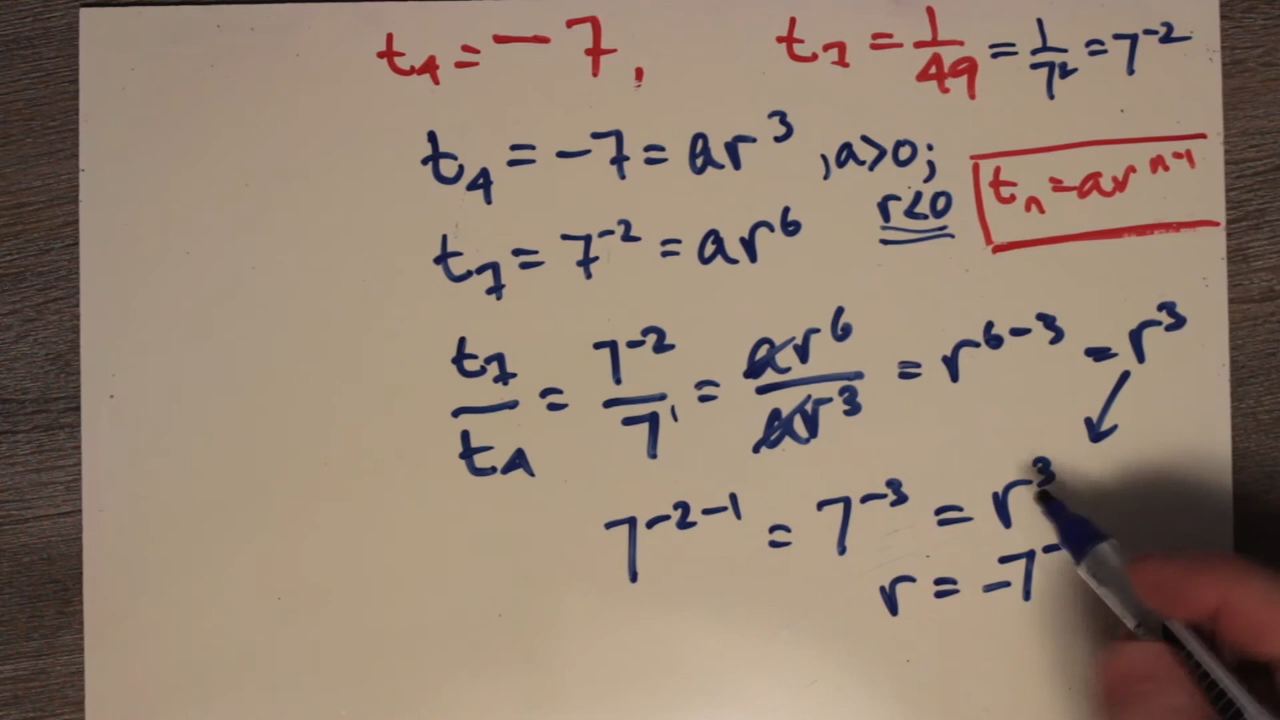 t₄ = -7, t₇ = 1/49 = 1/7² = 7⁻²
t₄ = -7 = ar³, a>0;
r<0
tₙ = arⁿ⁻¹
t₇ = 7⁻² = ar⁶
t₇/t₄ = 7⁻²/7¹ = ar⁶/ar³ = r⁶⁻³ = r³
7⁻²⁻¹ = 7⁻³ = r³
r = -7⁻